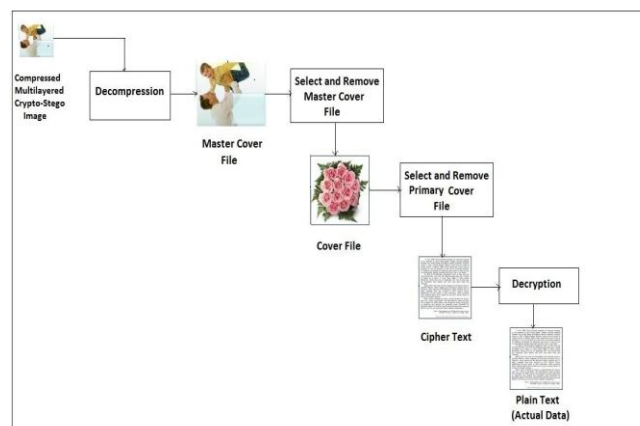 Compressed
Multilayered
Crypto-Stego
Image
Decompression
Master Cover
File
Select and Remove
Master Cover
File
Cover File
Select and Remove
Primary Cover
File
Cipher Text
Decryption
Plain Text
(Actual Data)